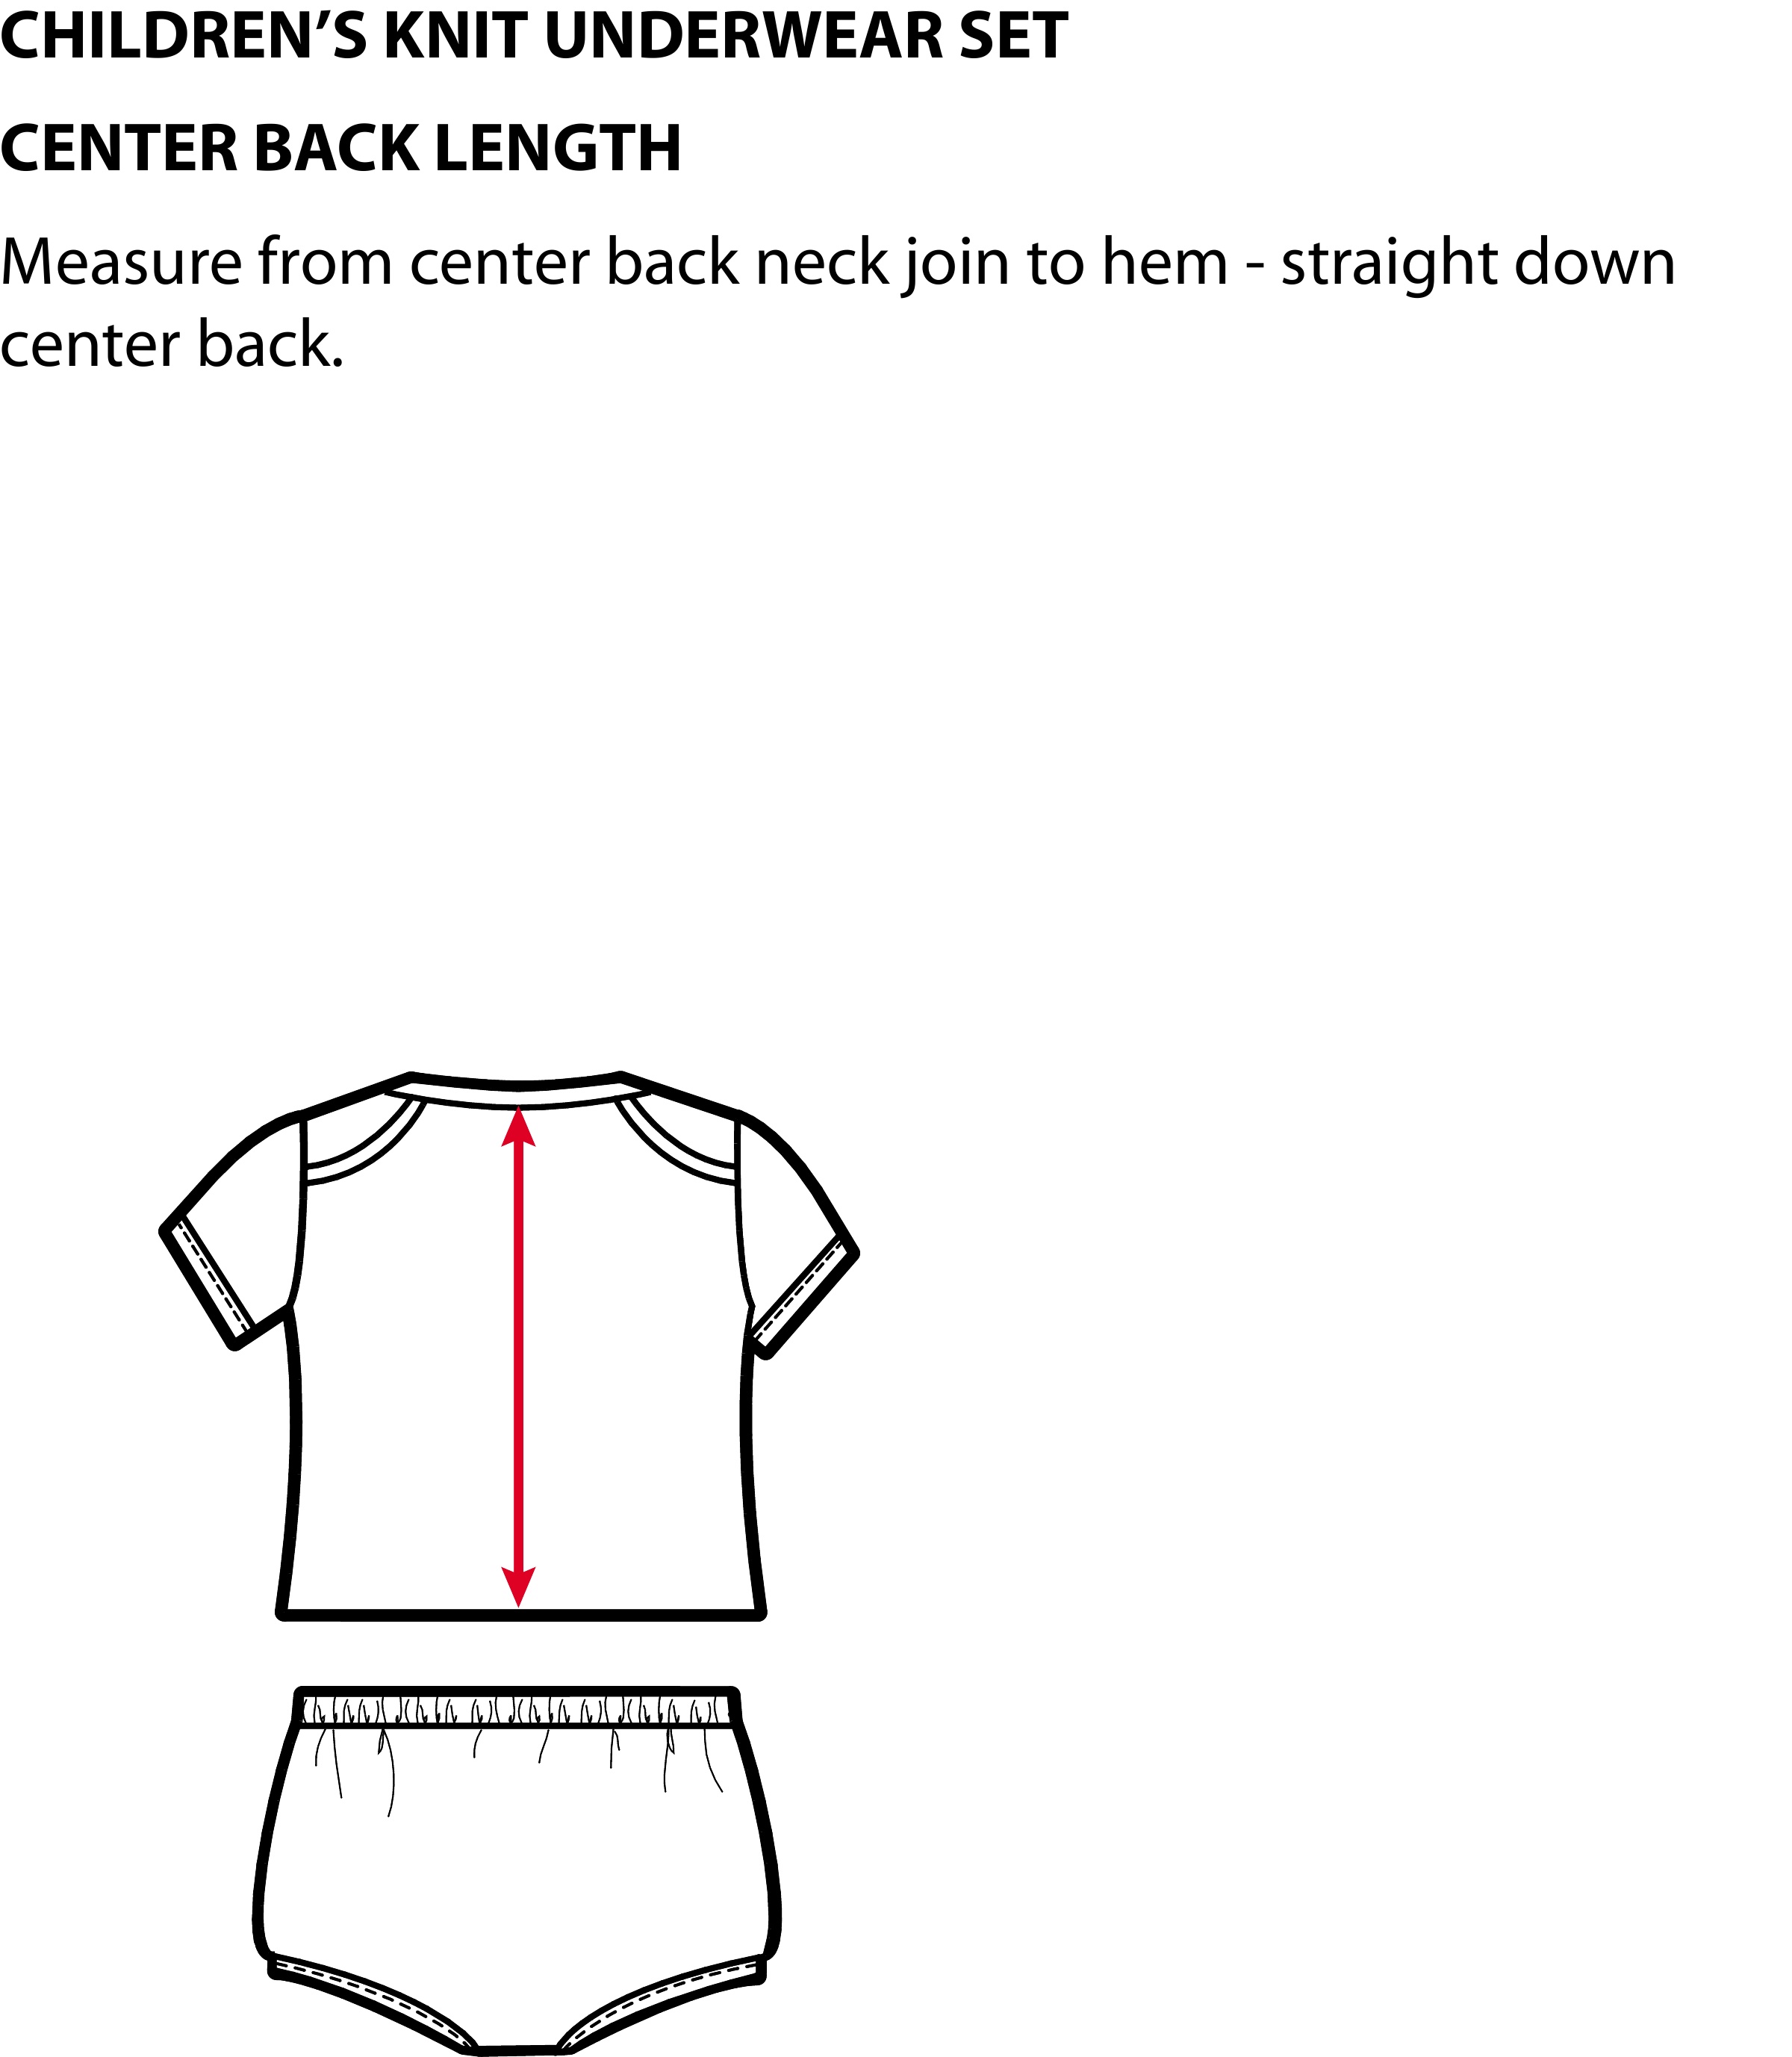 CHILDREN’S KNIT UNDERWEAR SET
CENTER BACK LENGTH
Measure from center back neck join to hem - straight down
center back.